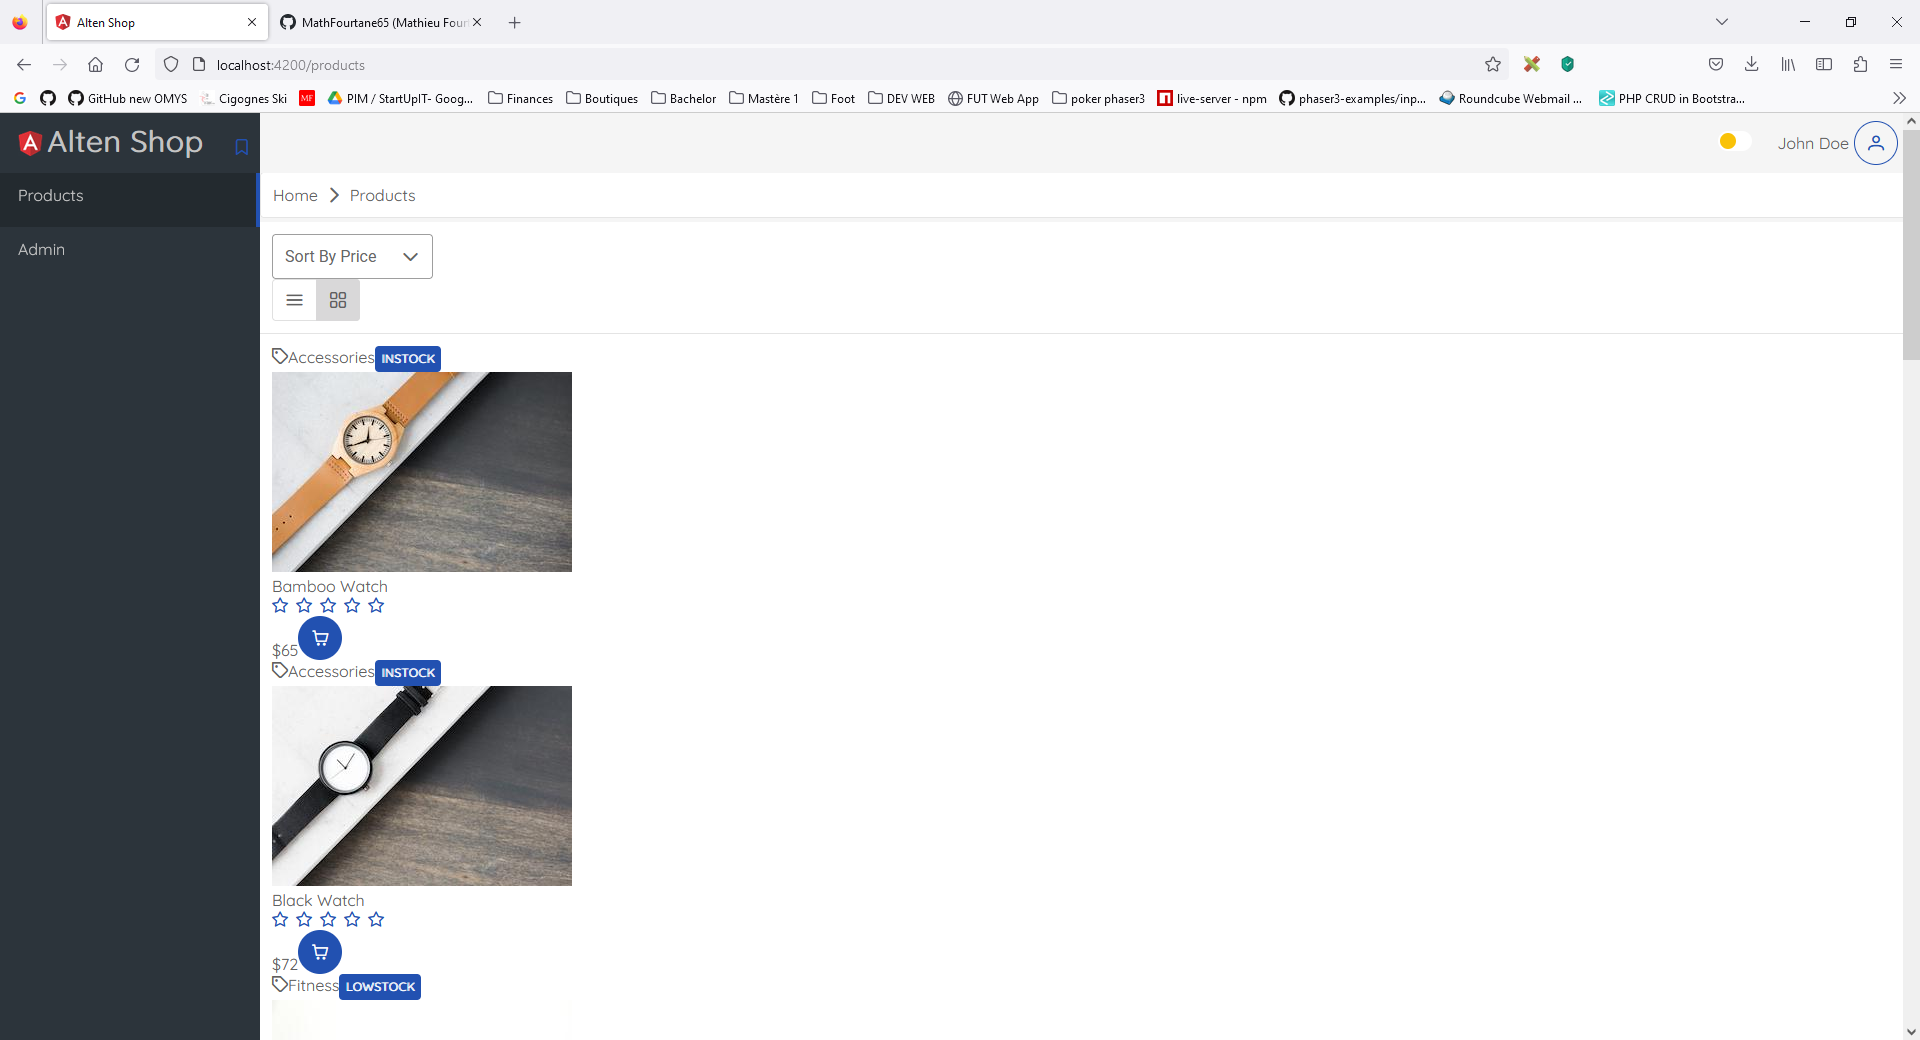 Alten Shop
MathFourtane65 (Mathieu Four
localhost:4200/products
GitHub new OMYS
Cigognes Ski
MF
PIM / StartUpIT- Goog...
Finances
Boutiques
Bachelor
Mastère 1
Foot
DEV WEB
FUT Web App
poker phaser3
live-server - npm
phaser3-examples/inp...
Roundcube Webmail ...
PHP CRUD in Bootstra...
Alten Shop
John Doe
Products
Home
Products
Admin
Sort By Price
Accessories INSTOCK
Bamboo Watch
$65
Accessories INSTOCK
Black Watch
$72
Fitness LOWSTOCK